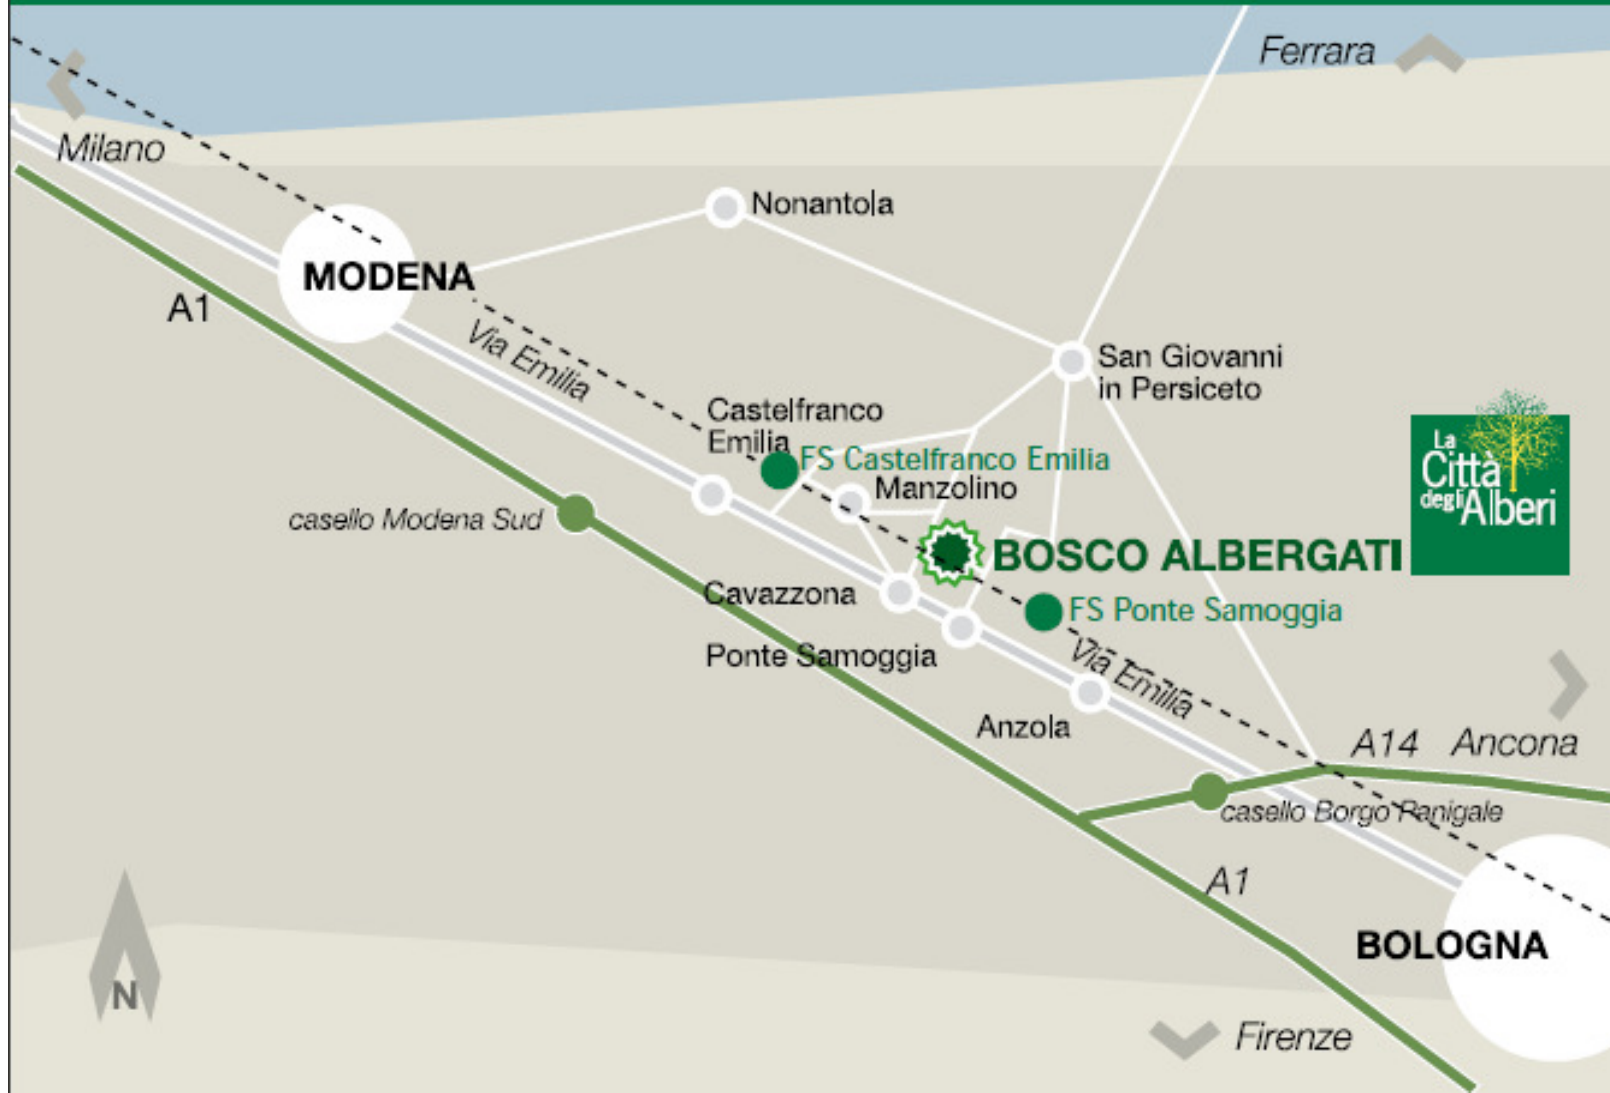 Ferrara
Milano
Nonantola
MODENA
A1
Via Emilia
San Giovanni
in Persiceto
Castelfranco
Emilia
FS Castelfranco Emilia
Manzolino
La
Città
degli Alberi
casello Modena Sud
BOSCO ALBERGATI
Cavazzona
FS Ponte Samoggia
Ponte Samoggia
Via Emilia
Anzola
A14 Ancona
casello Borgo Panigale
A1
BOLOGNA
N
Firenze